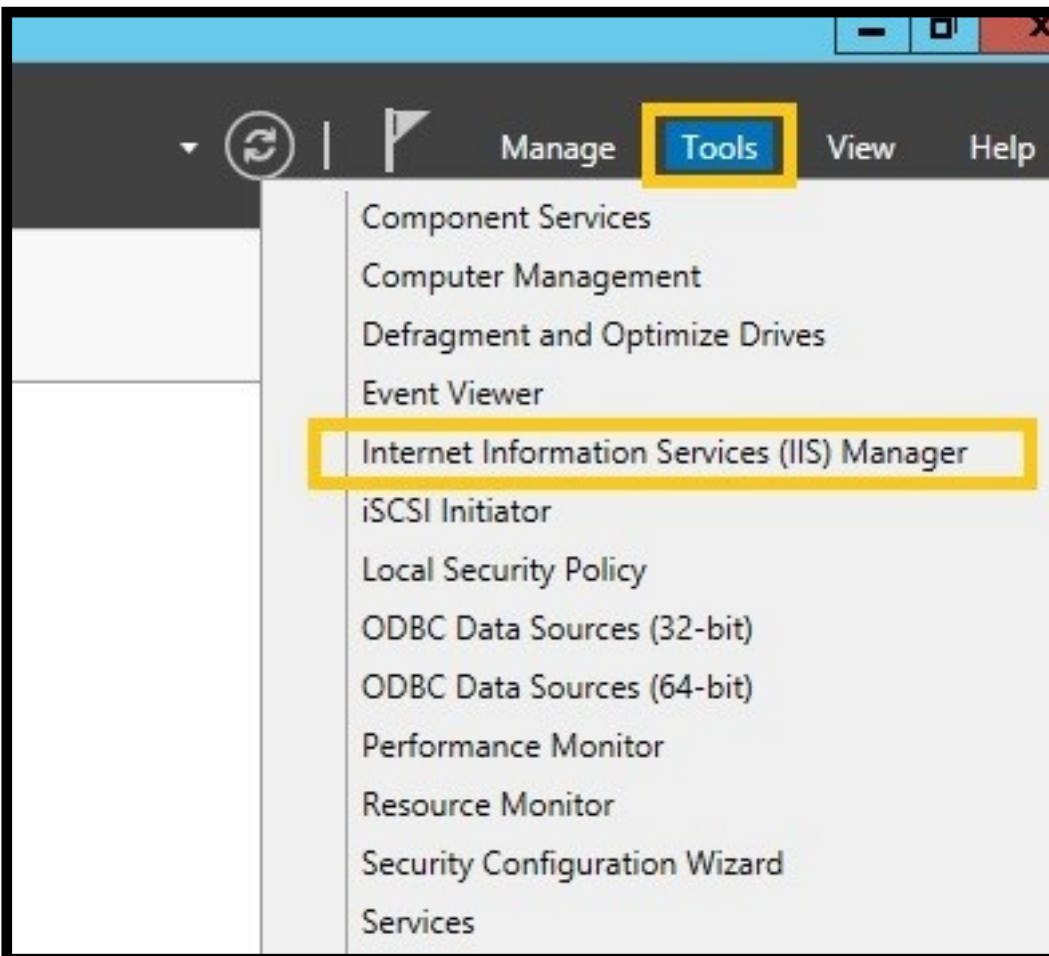 Manage Tools View Help
Component Services
Computer Management
Defragment and Optimize Drives
Event Viewer
Internet Information Services (IIS) Manager
iSCSI Initiator
Local Security Policy
ODBC Data Sources (32-bit)
ODBC Data Sources (64-bit)
Performance Monitor
Resource Monitor
Security Configuration Wizard
Services